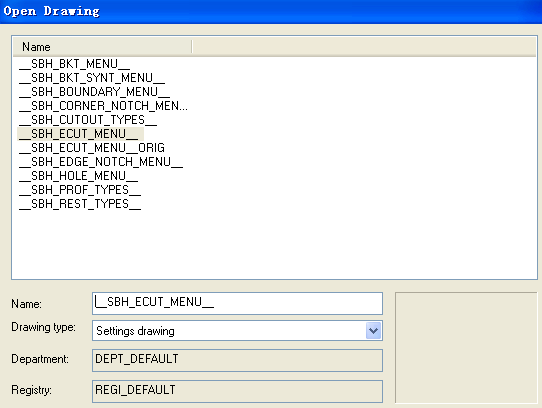 Open Drawing
Name
__SBH_BKT_MENU__
__SBH_BKT_SYNT_MENU__
__SBH_BOUNDARY_MENU__
__SBH_CORNER_NOTCH_MEN...
__SBH_CUTOUT_TYPES__
__SBH_ECUT_MENU__
__SBH_ECUT_MENU__ORIG
__SBH_EDGE_NOTCH_MENU__
__SBH_HOLE_MENU__
__SBH_PROF_TYPES__
__SBH_REST_TYPES__
Name: __SBH_ECUT_MENU__
Drawing type: Settings drawing
Department: DEPT_DEFAULT
Registry: REGI_DEFAULT